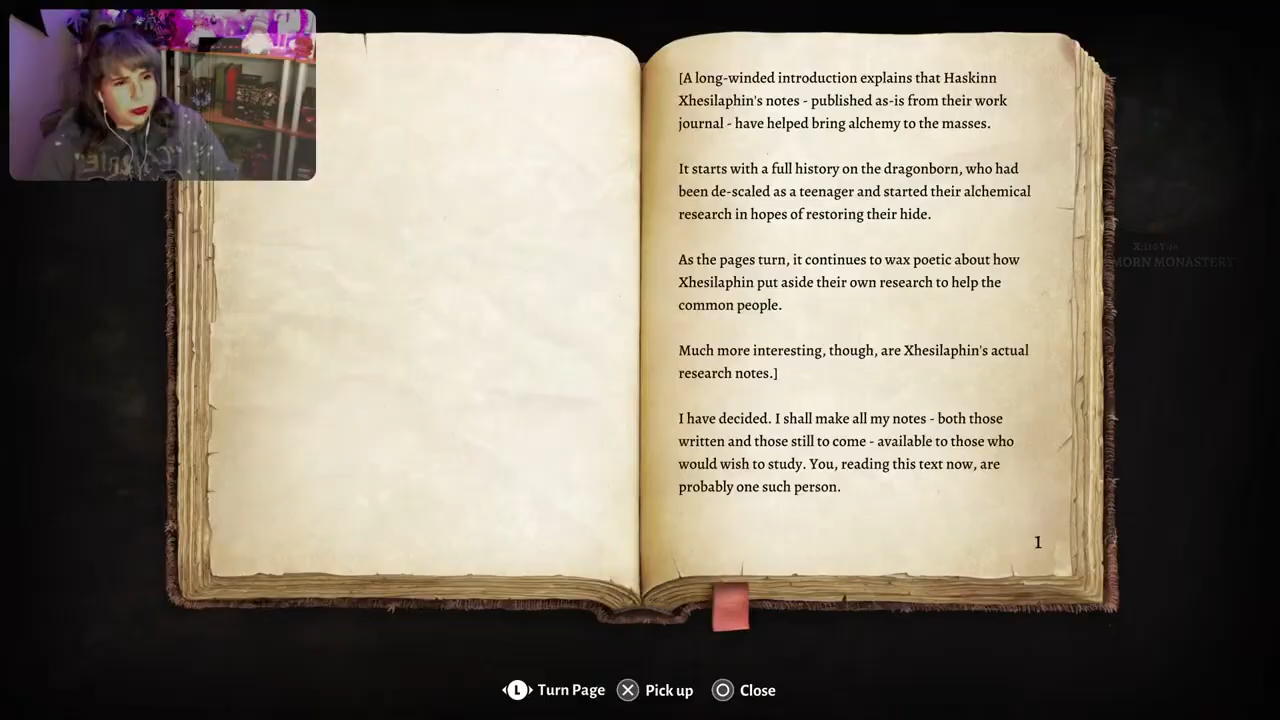 [A long-winded introduction explains that Haskinn
Xhesilaphin's notes - published as-is from their work
journal - have helped bring alchemy to the masses.
It starts with a full history on the dragonborn, who had
been de-scaled as a teenager and started their alchemical
research in hopes of restoring their hide.
As the pages turn, it continues to wax poetic about how
Xhesilaphin put aside their own research to help the
common people.
Much more interesting, though, are Xhesilaphin's actual
research notes.]
I have decided. I shall make all my notes - both those
written and those still to come - available to those who
would wish to study. You, reading this text now, are
probably one such person.
1
MORN MONASTERY
L Turn Page Pick up Close